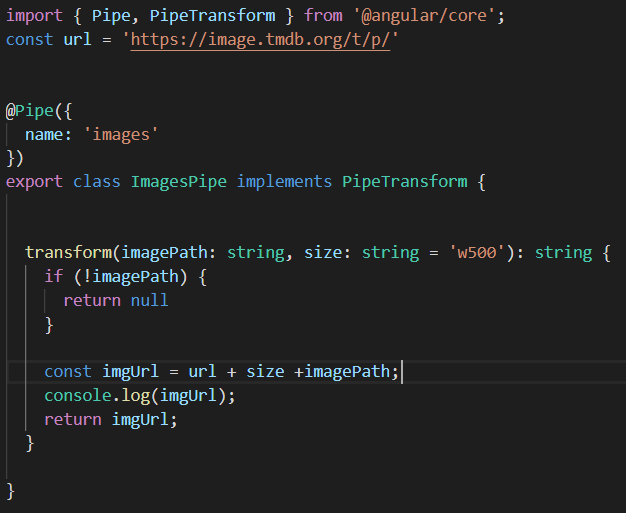 import { Pipe, PipeTransform } from '@angular/core';
const url = 'https://image.tmdb.org/t/p/'
@Pipe({
  name: 'images'
})
export class ImagesPipe implements PipeTransform {
  transform(imagePath: string, size: string = 'w500'): string {
    if (!imagePath) {
      return null
    }
    const imgUrl = url + size +imagePath;
    console.log(imgUrl);
    return imgUrl;
  }
}